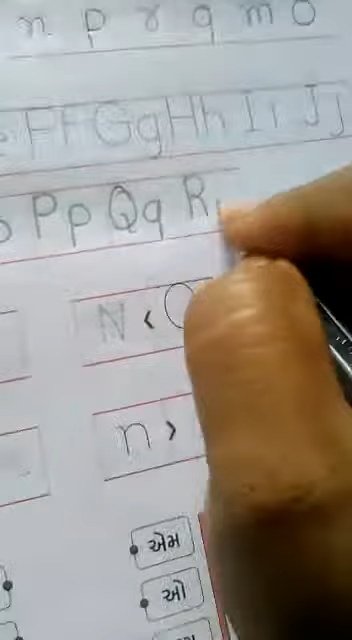 n p r q m o
Ff Gg Hh Ii Jj
Pp Qq R
N <
n >
એમ
ઓ